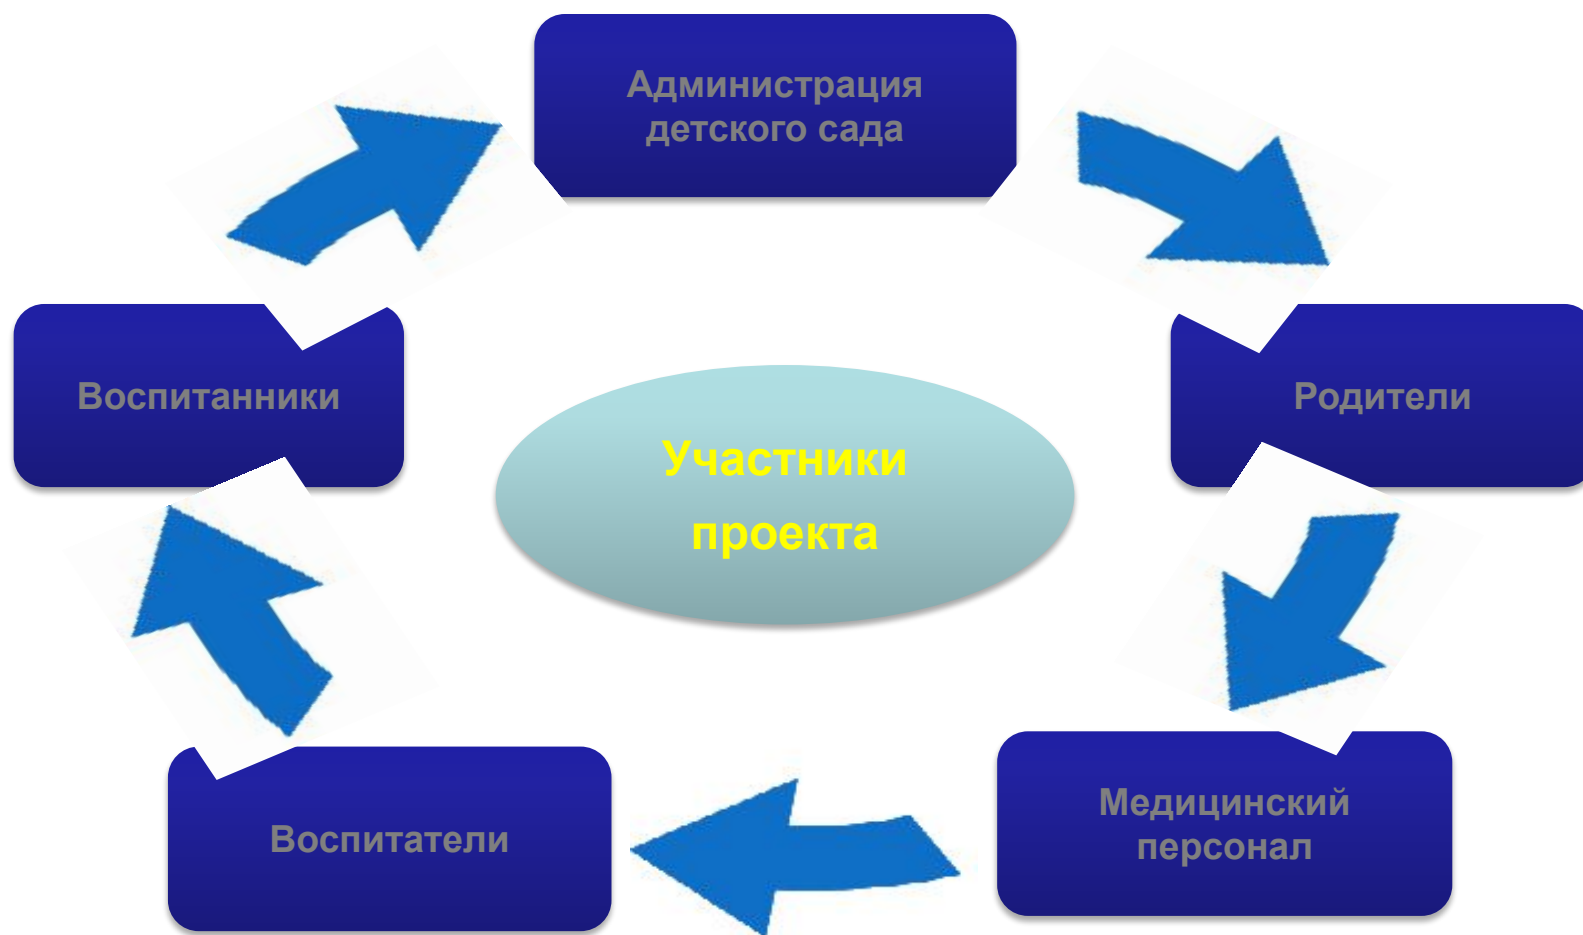 Администрация
детского сада
Воспитанники
Родители
Участники
проекта
Воспитатели
Медицинский
персонал